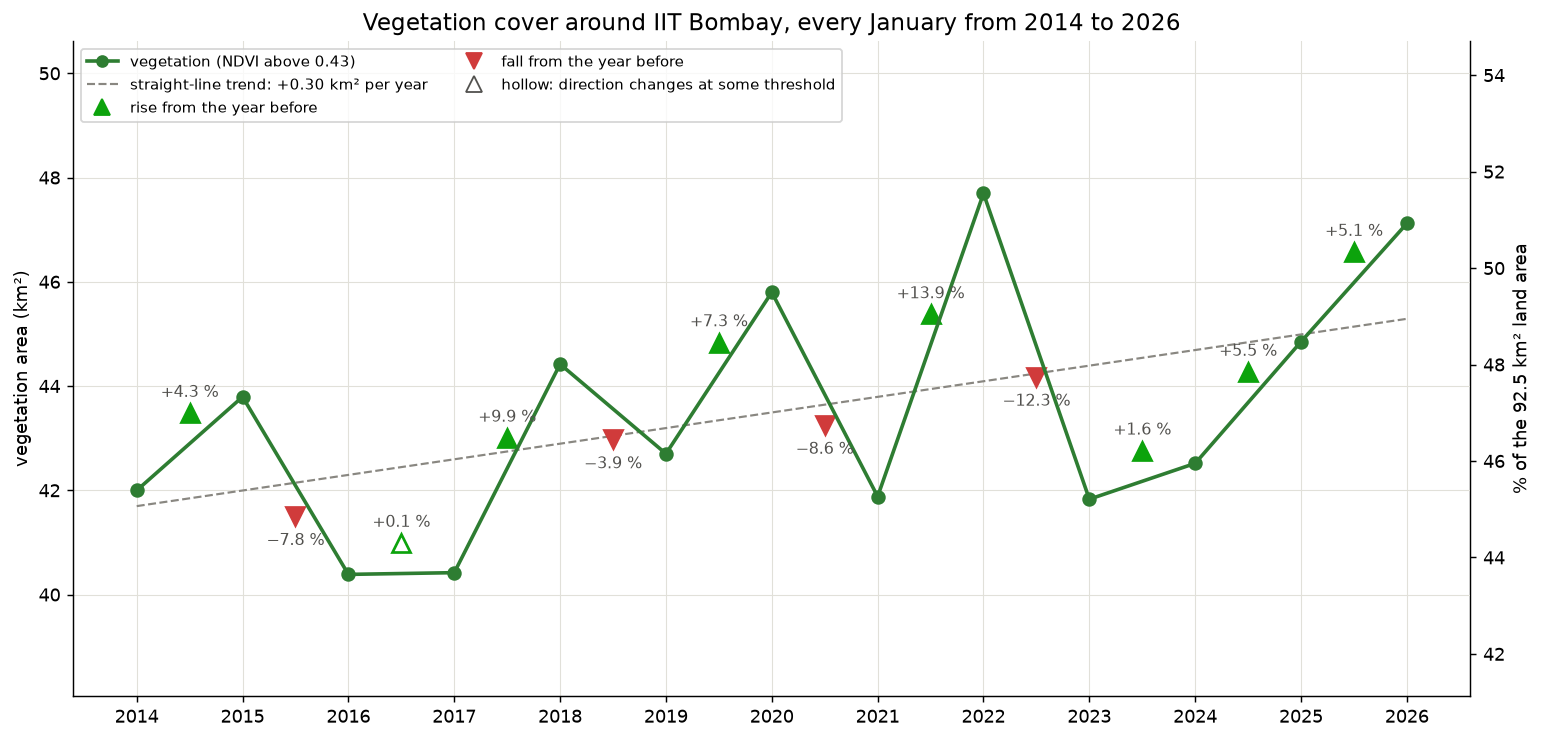 Vegetation cover around IIT Bombay, every January from 2014 to 2026
vegetation (NDVI above 0.43)
straight-line trend: +0.30 km² per year
rise from the year before
fall from the year before
hollow: direction changes at some threshold
vegetation area (km²)
50
48
46
44
42
40
+4.3 %
−7.8 %
+0.1 %
+9.9 %
−3.9 %
+7.3 %
−8.6 %
+13.9 %
−12.3 %
+1.6 %
+5.5 %
+5.1 %
54
52
50
48
46
44
42
% of the 92.5 km² land area
2014 2015 2016 2017 2018 2019 2020 2021 2022 2023 2024 2025 2026